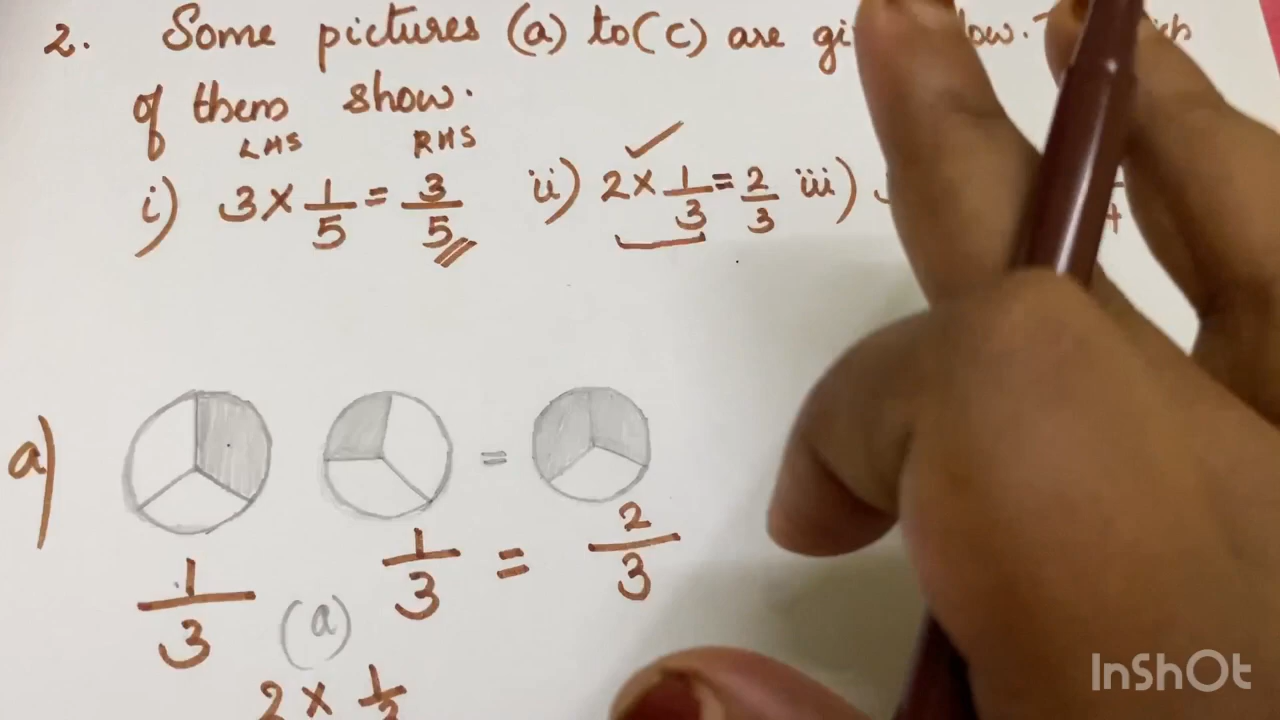 2. Some pictures (a) to (c) are
of them show.
LHS RHS
i) 3 × 1/5 = 3/5 ii) 2 × 1/3 = 2/3 iii)
a) =
1/3 1/3 = 2/3
(a)
2 ×
InShOt